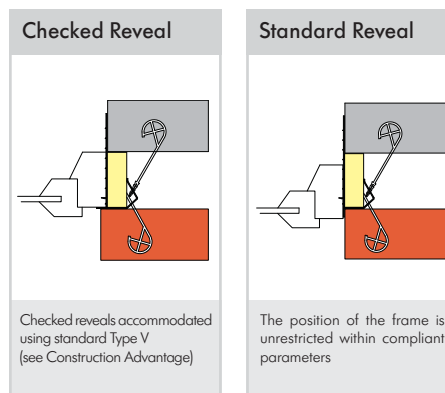 Checked Reveal
Checked reveals accommodated
using standard Type V
(see Construction Advantage)
Standard Reveal
The position of the frame is
unrestricted within compliant
parameters